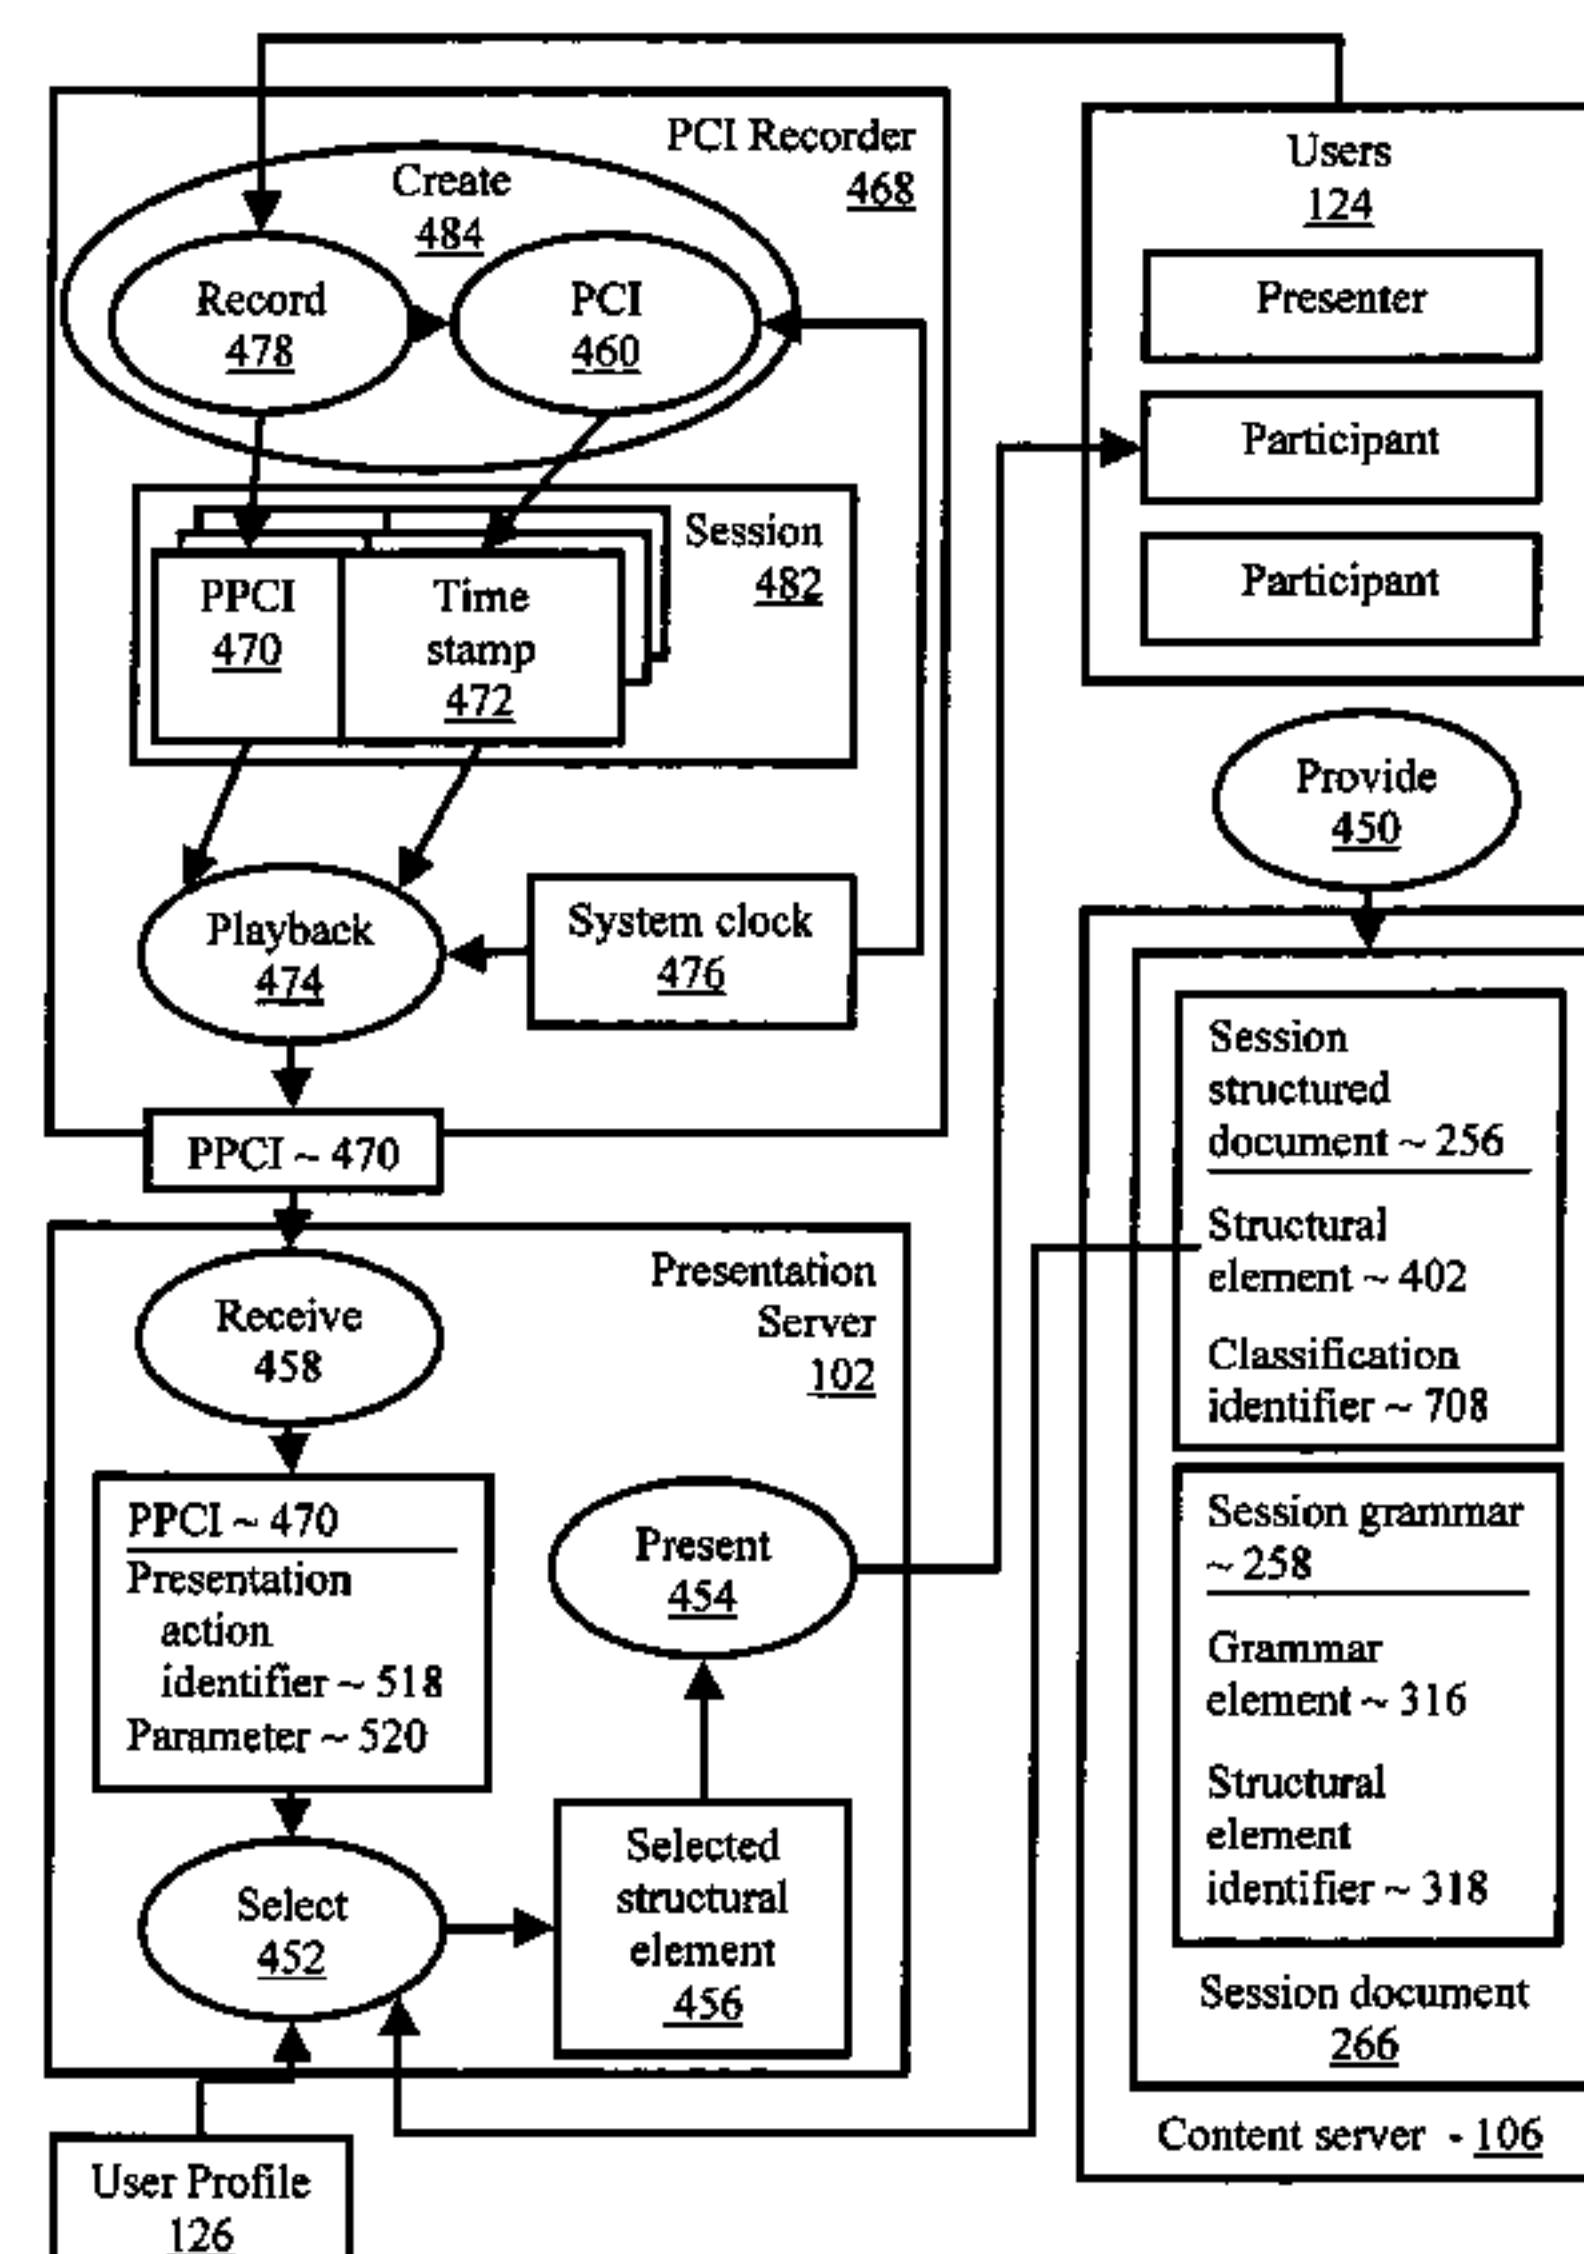 PCI Recorder
468
Create
484
Record
478
PCI
460
Session
482
PPCI
470
Time
stamp
472
Playback
474
System clock
476
PPCI ~ 470
Presentation
Server
102
Receive
458
PPCI ~ 470
Presentation
action
identifier ~ 518
Parameter ~ 520
Present
454
Select
452
Selected
structural
element
456
User Profile
126
Users
124
Presenter
Participant
Participant
Provide
450
Session
structured
document ~ 256
Structural
element ~ 402
Classification
identifier ~ 708
Session grammar
~ 258
Grammar
element ~ 316
Structural
element
identifier ~ 318
Session document
266
Content server - 106